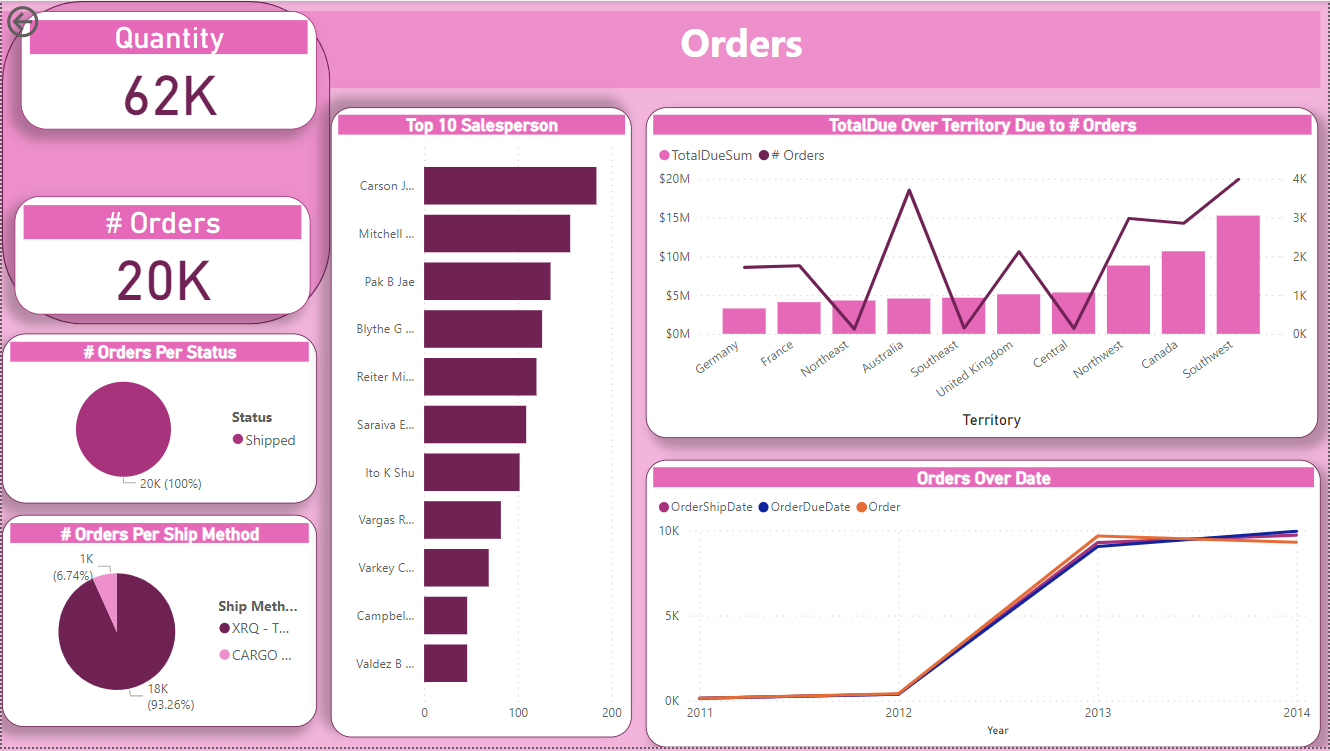 Orders
Quantity
62K
# Orders
20K
# Orders Per Status
Status
Shipped
20K (100%)
# Orders Per Ship Method
1K
(6.74%)
Ship Meth...
XRQ - T...
CARGO ...
18K
(93.26%)
Top 10 Salesperson
Carson J...
Mitchell ...
Pak B Jae
Blythe G ...
Reiter Mi...
Saraiva E...
Ito K Shu
Vargas R...
Varkey C...
Campbel...
Valdez B ...
0 100 200
TotalDue Over Territory Due to # Orders
TotalDueSum # Orders
$20M 4K
$15M 3K
$10M 2K
$5M 1K
$0M 0K
Germany France Northeast Australia Southeast United Kingdom Central Northwest Canada Southwest
Territory
Orders Over Date
OrderShipDate OrderDueDate Order
10K
5K
0K
2011 2012 2013 2014
Year